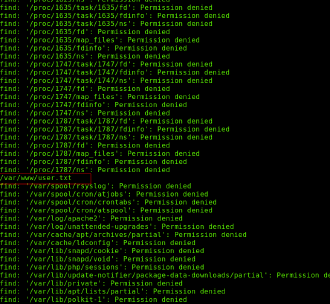 find: '/proc/1635/task/1635/fd': Permission denied
find: '/proc/1635/task/1635/fdinfo': Permission denied
find: '/proc/1635/task/1635/ns': Permission denied
find: '/proc/1635/fd': Permission denied
find: '/proc/1635/map_files': Permission denied
find: '/proc/1635/fdinfo': Permission denied
find: '/proc/1635/ns': Permission denied
find: '/proc/1747/task/1747/fd': Permission denied
find: '/proc/1747/task/1747/fdinfo': Permission denied
find: '/proc/1747/task/1747/ns': Permission denied
find: '/proc/1747/fd': Permission denied
find: '/proc/1747/map_files': Permission denied
find: '/proc/1747/fdinfo': Permission denied
find: '/proc/1747/ns': Permission denied
find: '/proc/1787/task/1787/fd': Permission denied
find: '/proc/1787/task/1787/fdinfo': Permission denied
find: '/proc/1787/task/1787/ns': Permission denied
find: '/proc/1787/fd': Permission denied
find: '/proc/1787/map_files': Permission denied
find: '/proc/1787/fdinfo': Permission denied
find: '/proc/1787/ns': Permission denied
/var/www/user.txt
find: '/var/spool/rsyslog': Permission denied
find: '/var/spool/cron/atjobs': Permission denied
find: '/var/spool/cron/crontabs': Permission denied
find: '/var/spool/cron/atspool': Permission denied
find: '/var/log/apache2': Permission denied
find: '/var/log/unattended-upgrades': Permission denied
find: '/var/cache/apt/archives/partial': Permission denied
find: '/var/cache/ldconfig': Permission denied
find: '/var/lib/snapd/cookie': Permission denied
find: '/var/lib/snapd/void': Permission denied
find: '/var/lib/php/sessions': Permission denied
find: '/var/lib/update-notifier/package-data-downloads/partial': Permission de
find: '/var/lib/private': Permission denied
find: '/var/lib/apt/lists/partial': Permission denied
find: '/var/lib/polkit-1': Permission denied